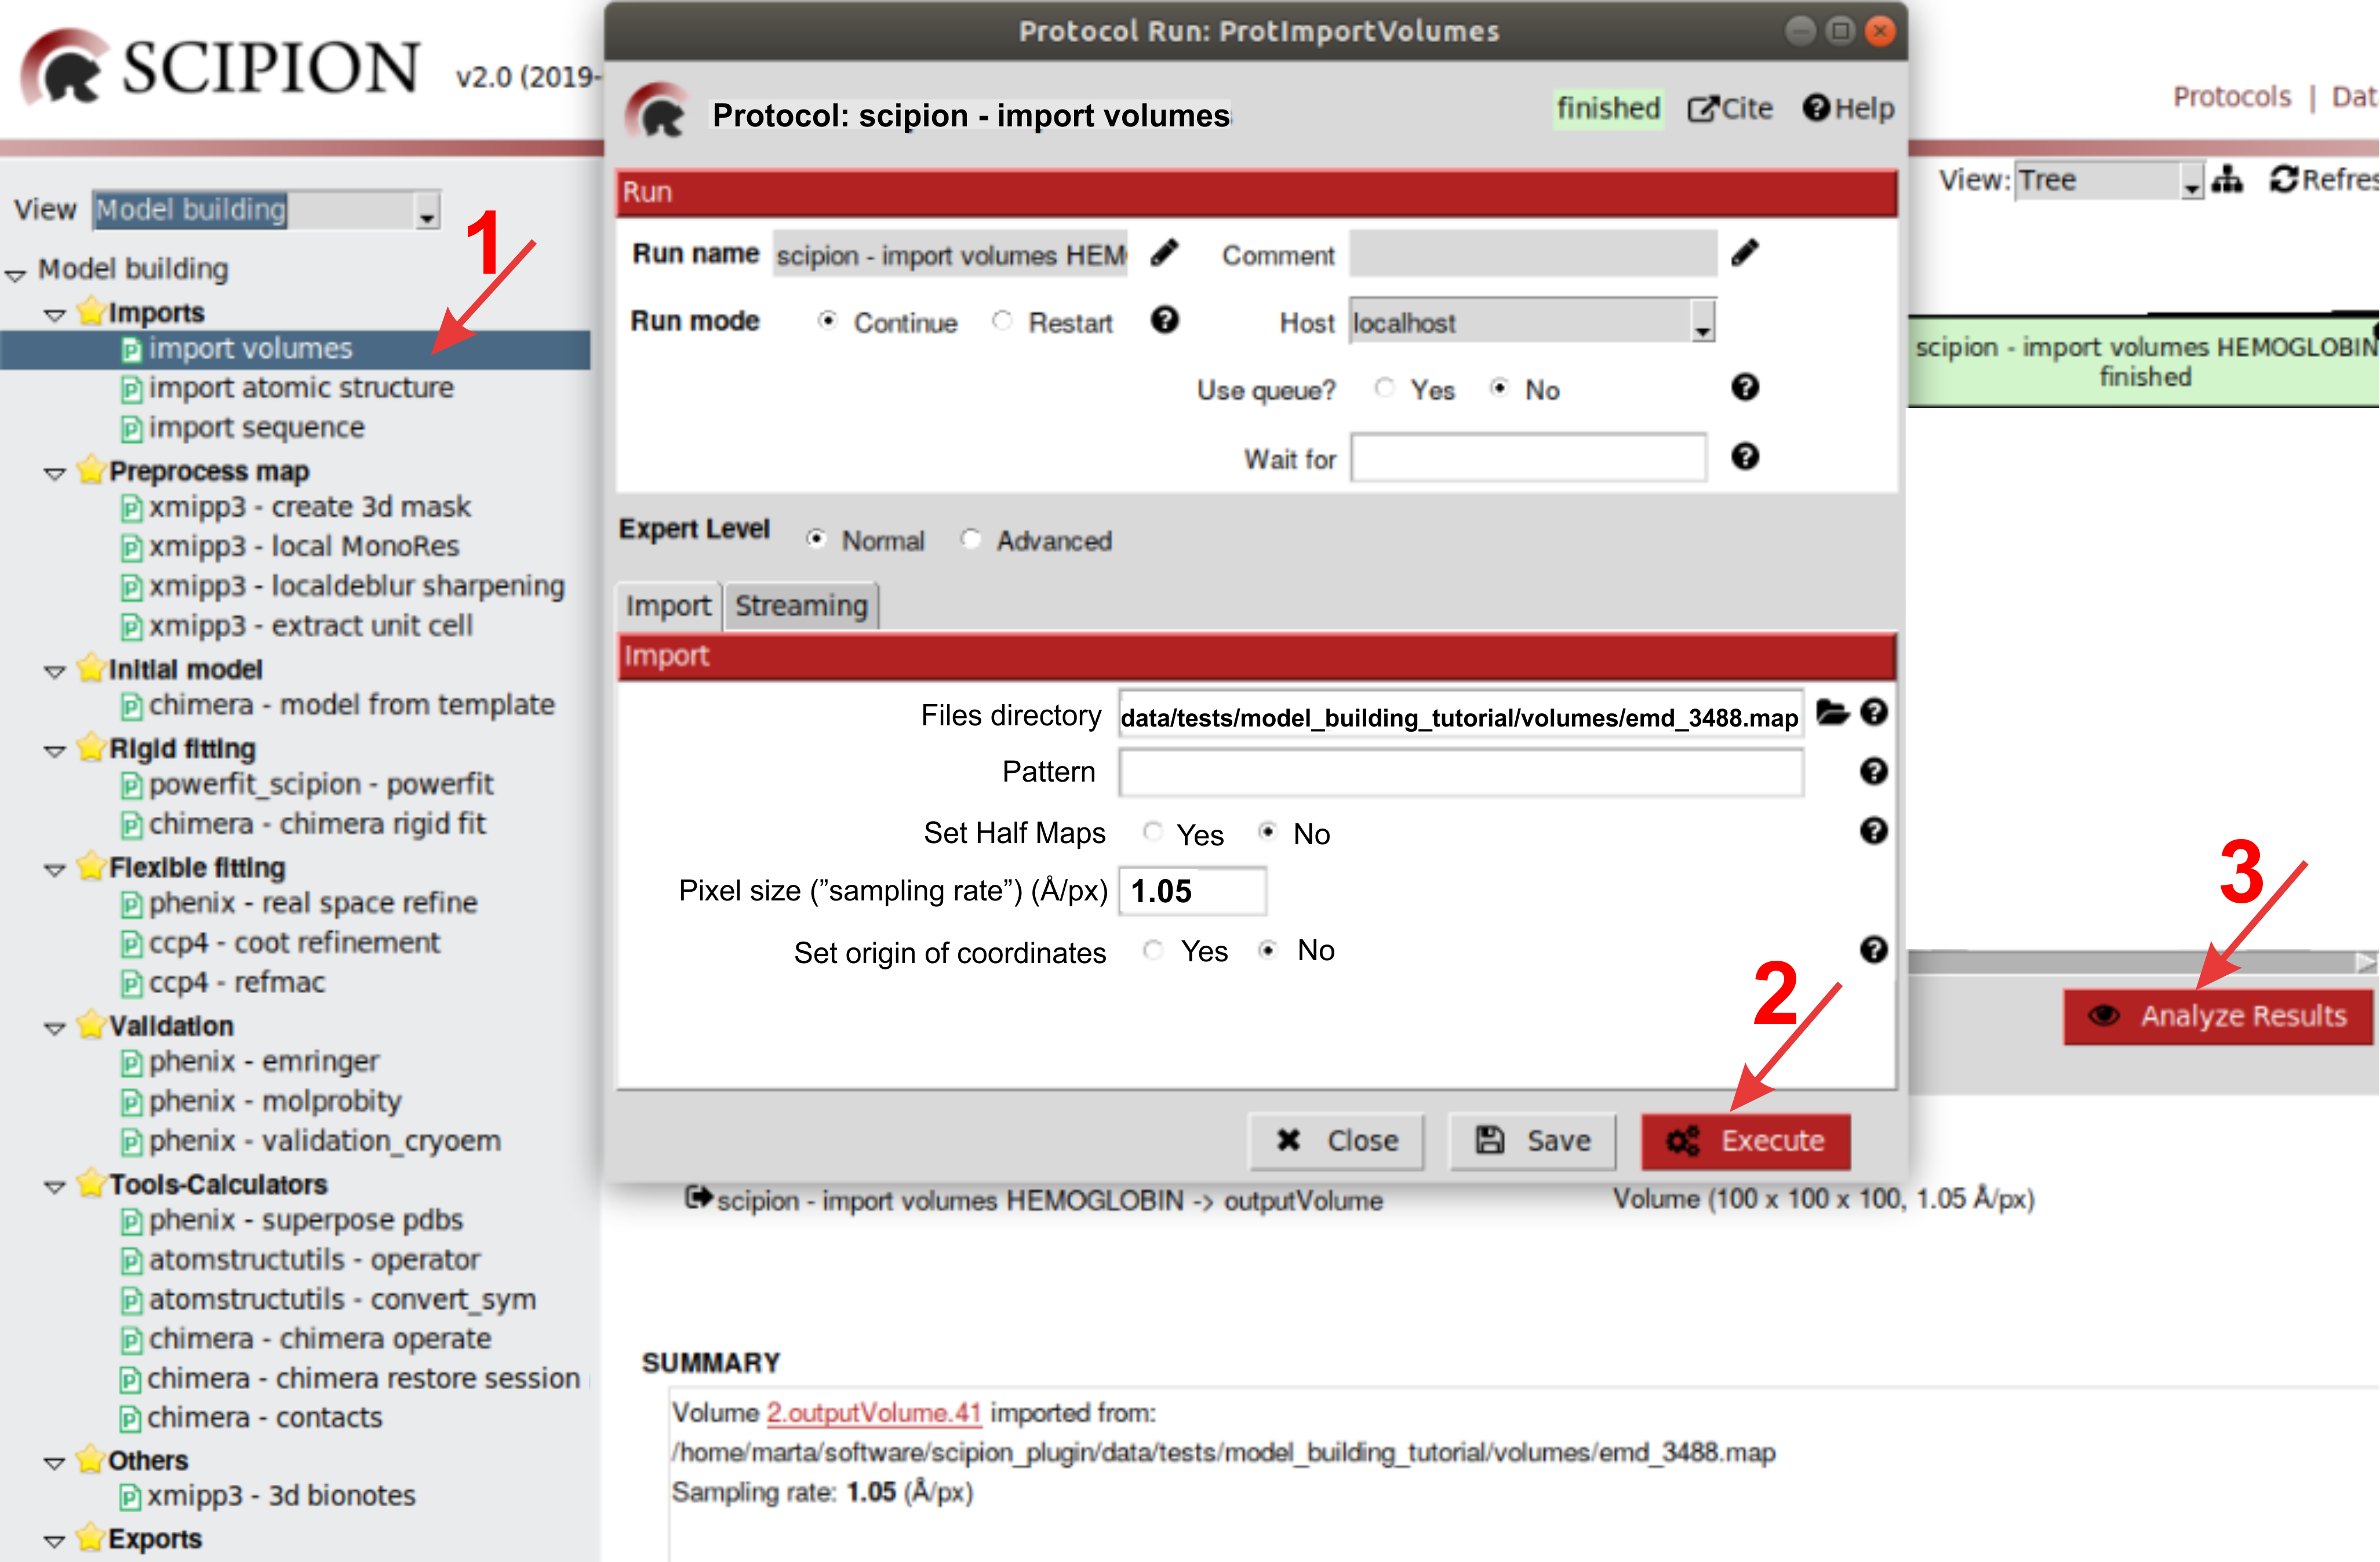 SCIPION v2.0 (2019-
View Model building
1
Model building
Imports
import volumes
import atomic structure
import sequence
Preprocess map
xmipp3 - create 3d mask
xmipp3 - local MonoRes
xmipp3 - localdeblur sharpening
xmipp3 - extract unit cell
Initial model
chimera - model from template
Rigid fitting
powerfit_scipion - powerfit
chimera - chimera rigid fit
Flexible fitting
phenix - real space refine
ccp4 - coot refinement
ccp4 - refmac
Validation
phenix - emringer
phenix - molprobity
phenix - validation_cryoem
Tools-Calculators
phenix - superpose pdbs
atomstructutils - operator
atomstructutils - convert_sym
chimera - chimera operate
chimera - chimera restore session
chimera - contacts
Others
xmipp3 - 3d bionotes
Exports
Protocol Run: ProtImportVolumes
Protocol: scipion - import volumes
finished Cite Help
Run
Run name scipion - import volumes HEM Comment
Run mode Continue Restart Host localhost
Use queue? Yes No
Wait for
Expert Level Normal Advanced
Import Streaming
Import
Files directory data/tests/model_building_tutorial/volumes/emd_3488.map
Pattern
Set Half Maps Yes No
Pixel size ("sampling rate") (Å/px) 1.05
Set origin of coordinates Yes No
2
Close Save Execute
Protocols | Dat
View: Tree Refres
scipion - import volumes HEMOGLOBIN
finished
3
Analyze Results
scipion - import volumes HEMOGLOBIN -> outputVolume Volume (100 x 100 x 100, 1.05 Å/px)
SUMMARY
Volume 2.outputVolume.41 imported from:
/home/marta/software/scipion_plugin/data/tests/model_building_tutorial/volumes/emd_3488.map
Sampling rate: 1.05 (Å/px)